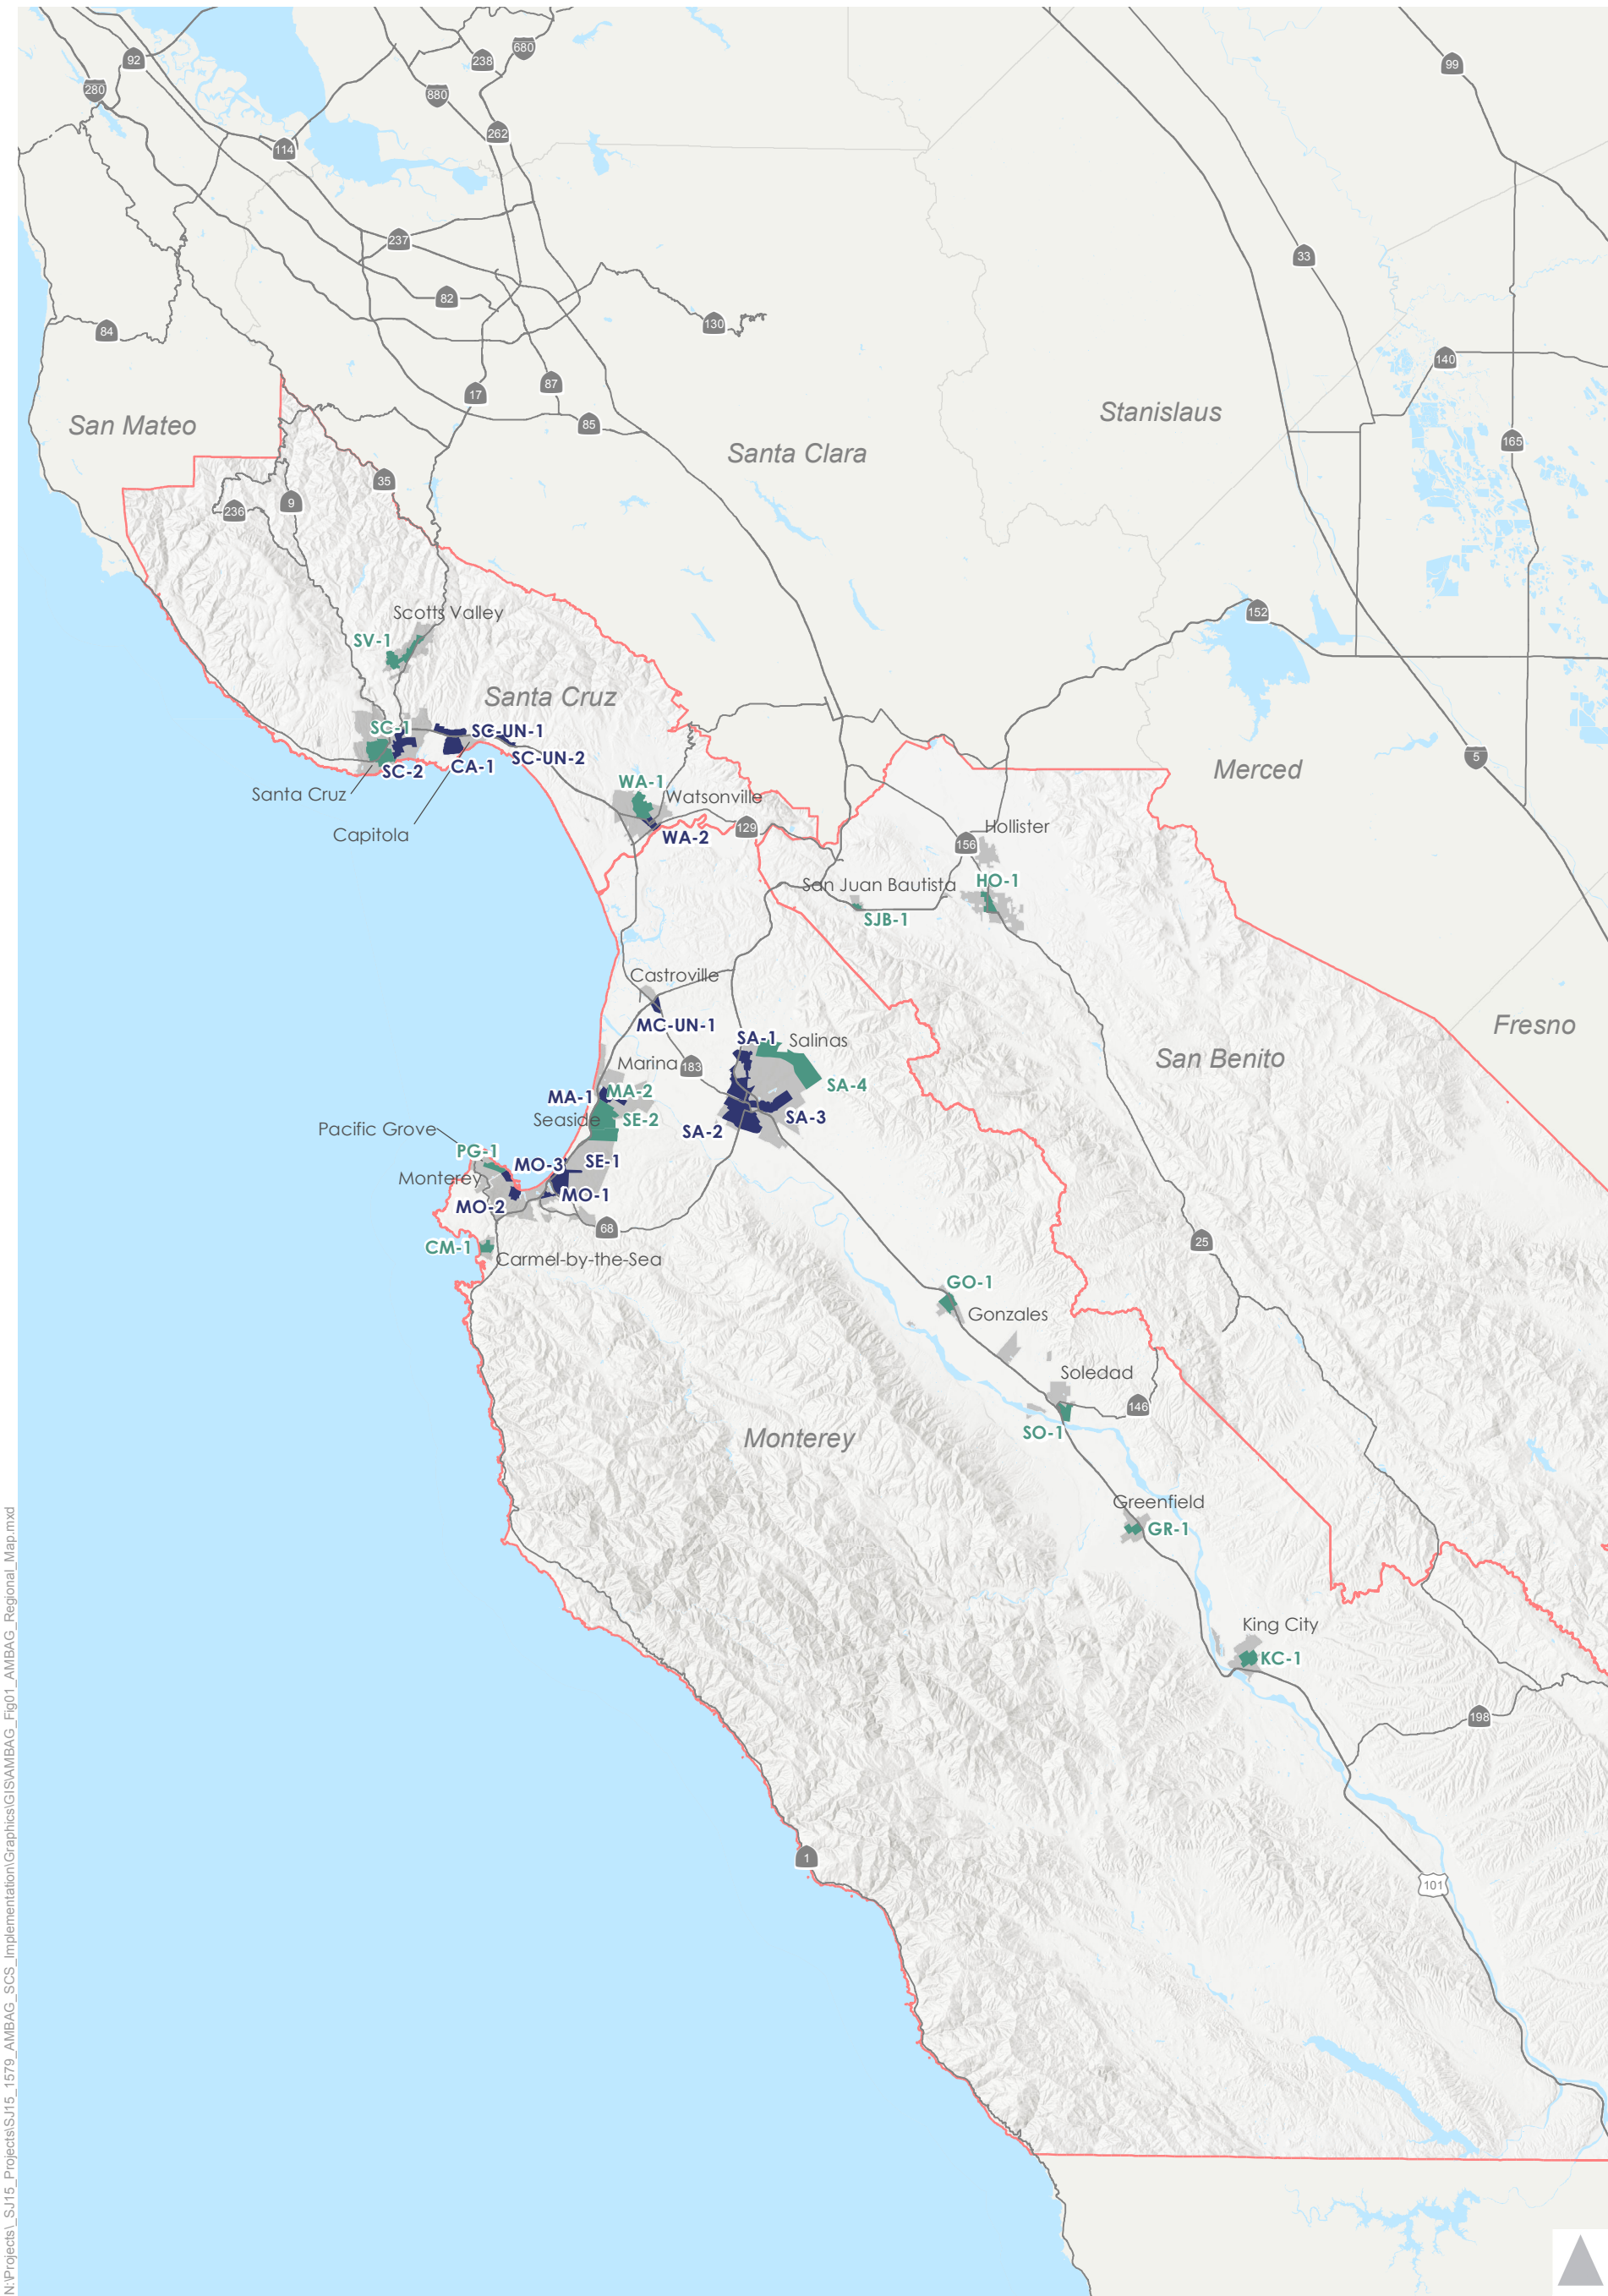 680
238
92
99
280
880
262
114
237
33
82
130
84
140
87
17
San Mateo
Stanislaus
85
165
Santa Clara
35
9
236
152
Scotts Valley
SV-1
Santa Cruz
SC-1
SC-UN-1
SC-UN-2
5
CA-1
SC-2
Merced
WA-1
Santa Cruz
Watsonville
Capitola
129
Hollister
WA-2
156
HO-1
San Juan Bautista
SJB-1
Castroville
MC-UN-1
Fresno
SA-1
Salinas
San Benito
Marina
183
SA-4
MA-2
MA-1
SA-3
Seaside
SE-2
Pacific Grove
SA-2
PG-1
SE-1
MO-3
Monterey
MO-1
MO-2
68
25
CM-1
Carmel-by-the-Sea
GO-1
Gonzales
Soledad
146
SO-1
Monterey
Greenfield
GR-1
King City
KC-1
198
1
101
N:\Projects\_SJ15_Projects\SJ15_1579_AMBAG_SCS_Implementation\Graphics\GIS\AMBAG_Fig01_AMBAG_Regional_Map.mxd